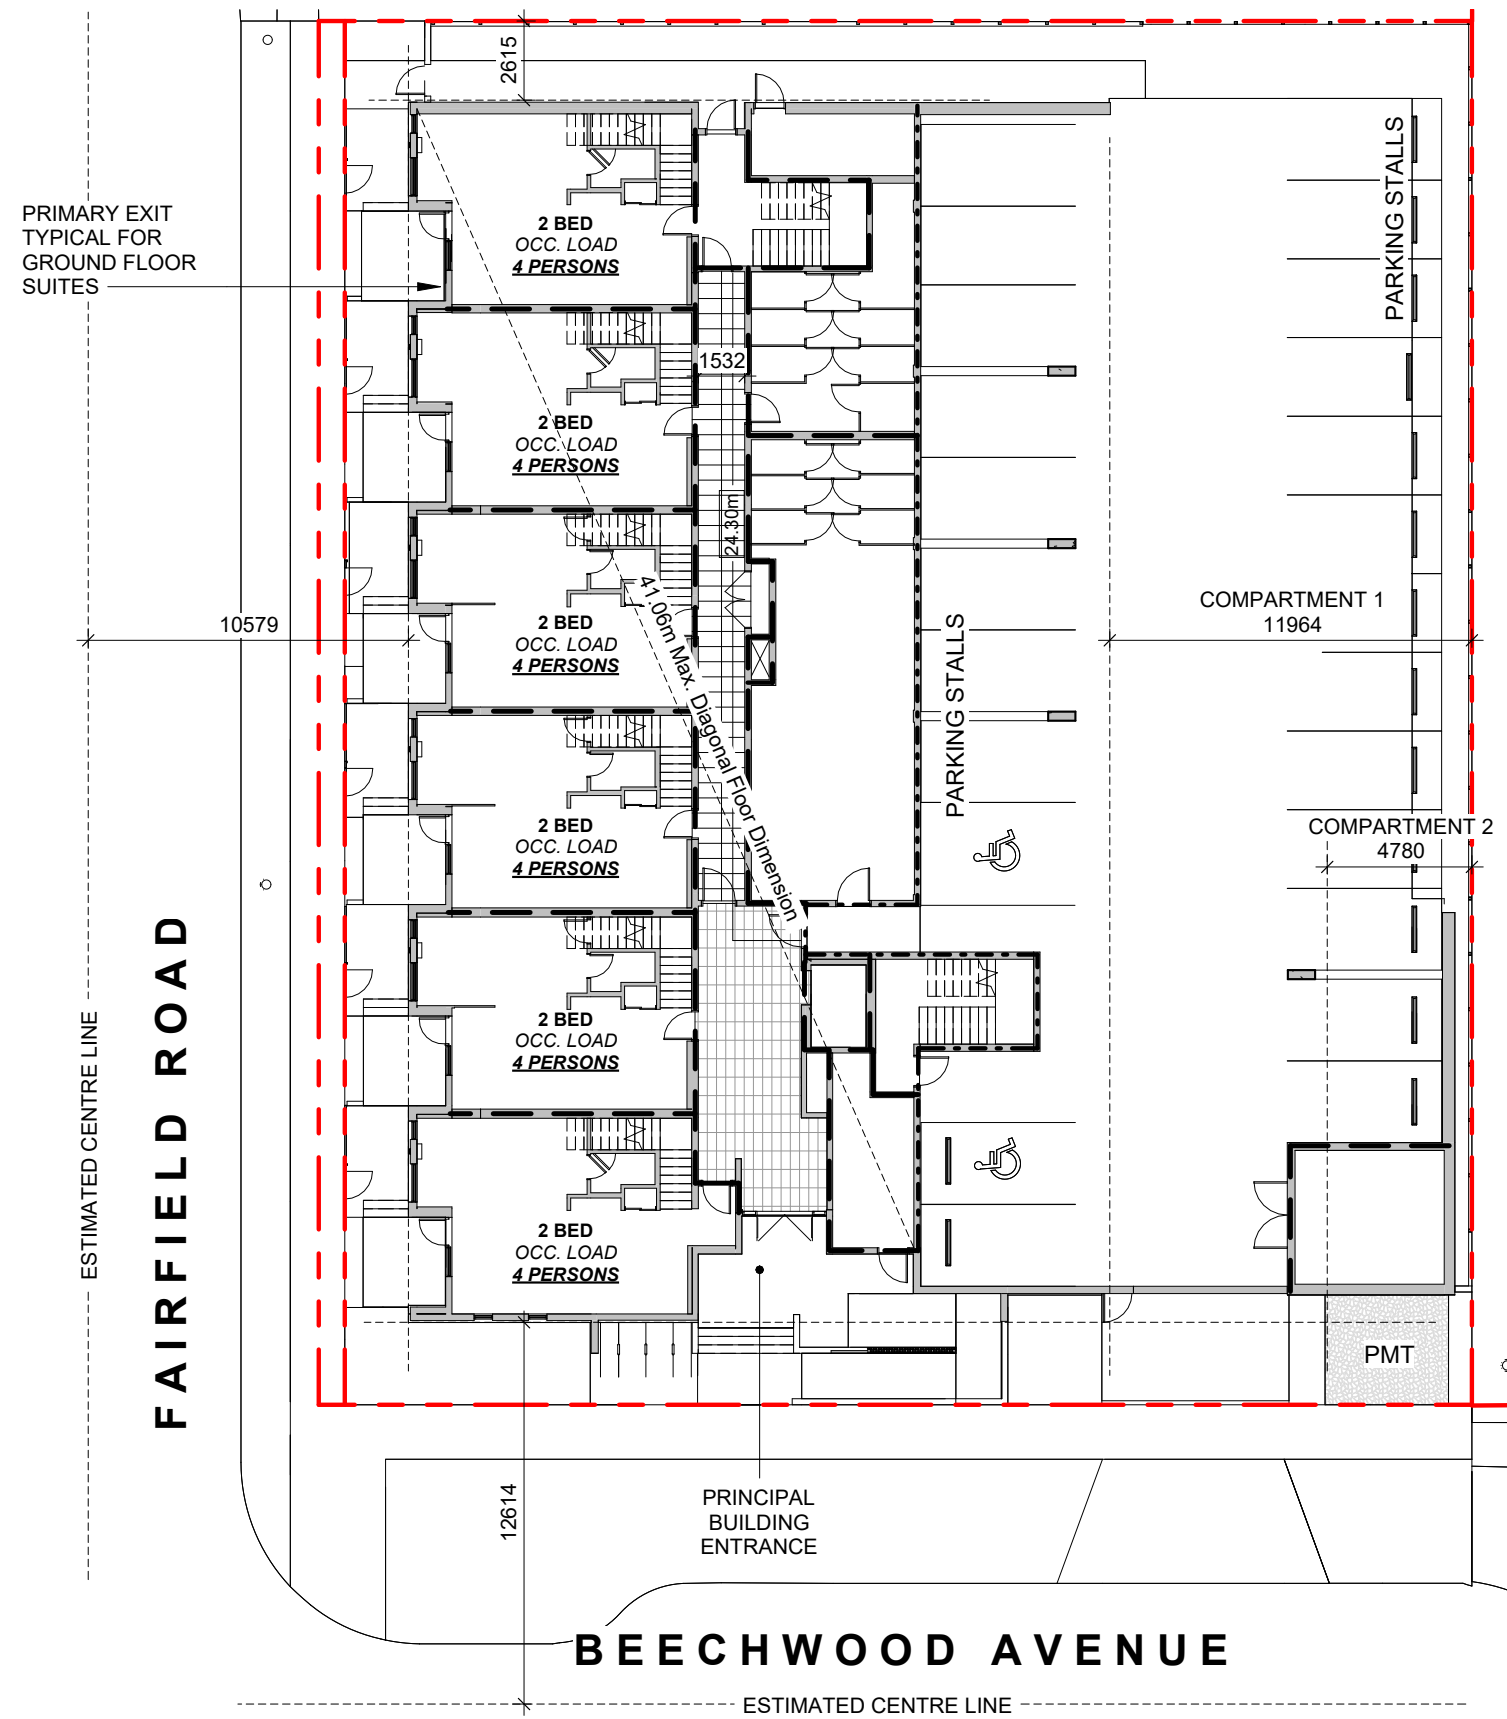 2615
PARKING STALLS
PRIMARY EXIT
TYPICAL FOR
GROUND FLOOR
SUITES
2 BED
OCC. LOAD
4 PERSONS
1532
2 BED
OCC. LOAD
4 PERSONS
24.30m
41.06m Max. Diagonal Floor Dimension
COMPARTMENT 1
11964
10579
2 BED
OCC. LOAD
4 PERSONS
PARKING STALLS
2 BED
OCC. LOAD
4 PERSONS
COMPARTMENT 2
4780
FAIRFIELD ROAD
ESTIMATED CENTRE LINE
2 BED
OCC. LOAD
4 PERSONS
2 BED
OCC. LOAD
4 PERSONS
PMT
12614
PRINCIPAL
BUILDING
ENTRANCE
BEECHWOOD AVENUE
ESTIMATED CENTRE LINE